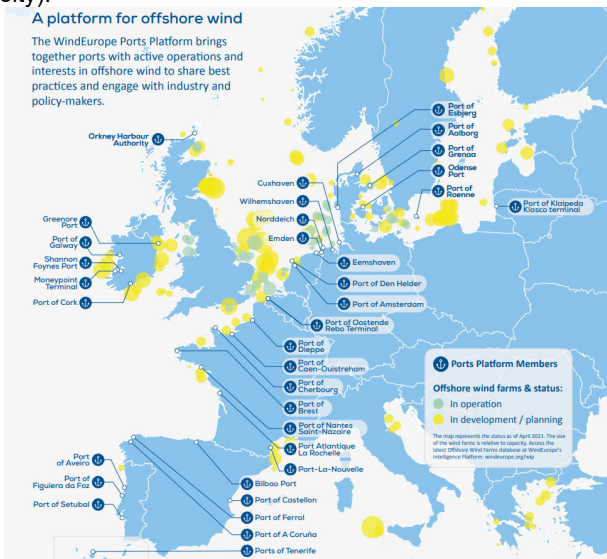 city).
A platform for offshore wind
The WindEurope Ports Platform brings
together ports with active operations and
interests in offshore wind to share best
practices and engage with industry and
policy-makers.
Orkney Harbour
Authority
Port of
Esbjerg
Port of
Aalborg
Port of
Grenaa
Odense
Port
Port of
Roenne
Port of Klaipeda
Klasco terminal
Cuxhaven
Wilhemshaven
Norddeich
Emden
Greenore
Port
Port of
Galway
Shannon
Foynes Port
Moneypoint
Terminal
Port of Cork
Eemshaven
Port of Den Helder
Port of Amsterdam
Port of Oostende
Rebo Terminal
Port of
Dieppe
Port of
Caen-Ouistreham
Port of
Cherbourg
Port of
Brest
Port of Nantes
Saint-Nazaire
Port Atlantique
La Rochelle
Port-La-Nouvelle
Ports Platform Members
Offshore wind farms & status:
In operation
In development / planning
The map represents the status as of April 2021. The size
of the wind farms is relative to capacity. Access the
latest Offshore Wind Farms database at WindEurope's
Intelligence Platform: windeurope.org/wip
Port
of Aveiro
Port of
Figuiera da Foz
Port of Setubal
Bilbao Port
Port of Castellon
Port of Ferrol
Port of A Coruña
Ports of Tenerife